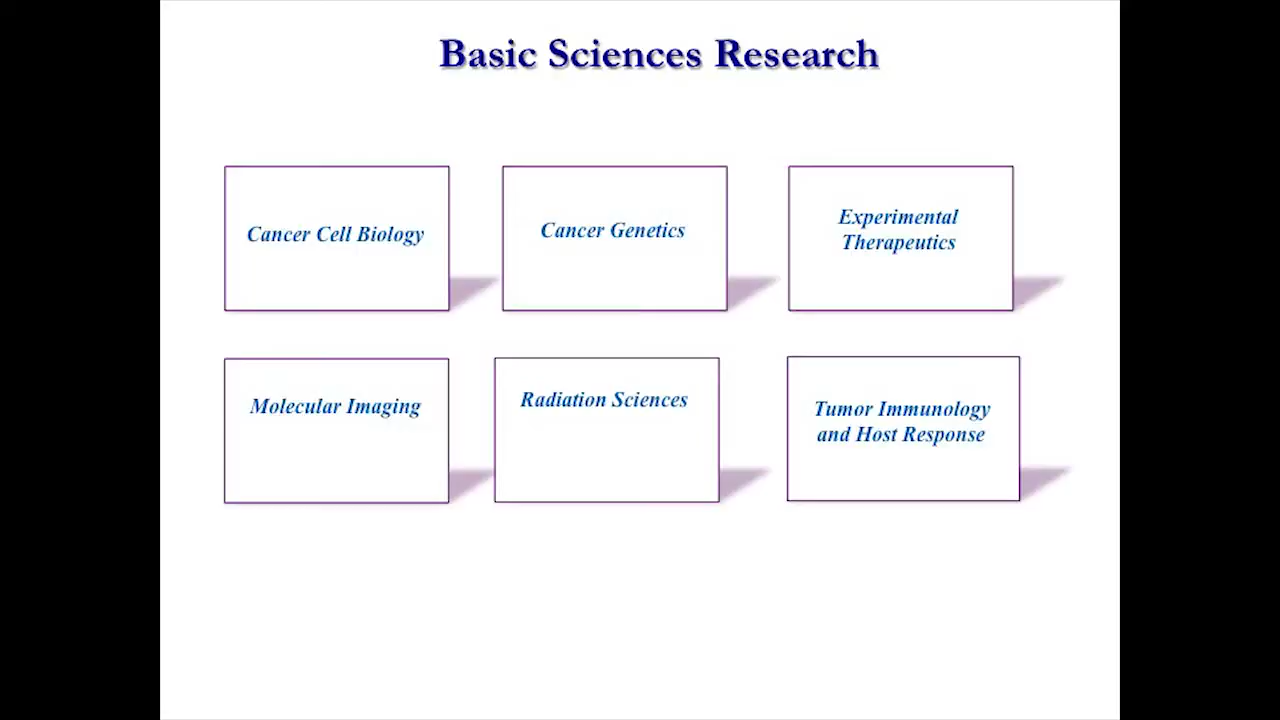 Basic Sciences Research
Cancer Cell Biology
Cancer Genetics
Experimental
Therapeutics
Molecular Imaging
Radiation Sciences
Tumor Immunology
and Host Response